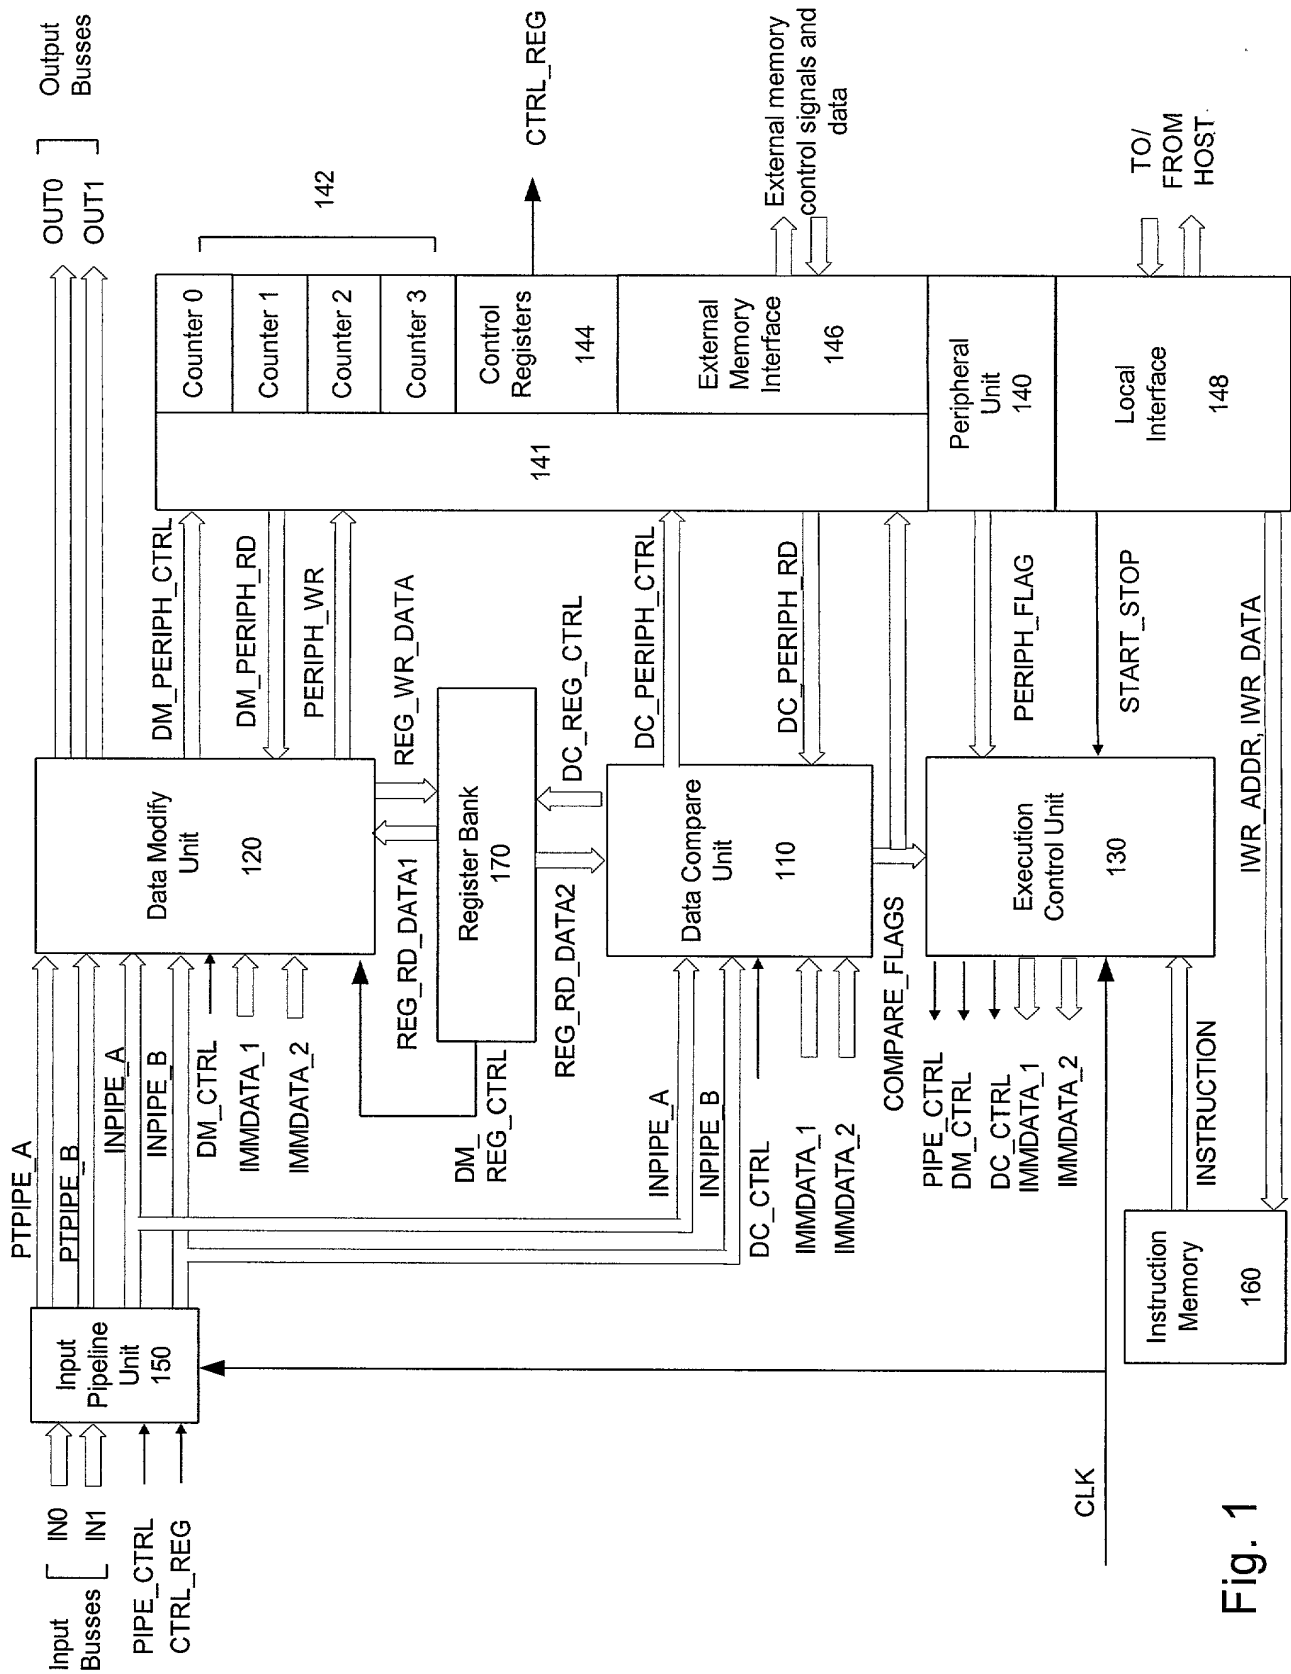 Input
Busses
IN0
IN1
PIPE_CTRL
CTRL_REG
Input
Pipeline
Unit
150
PTPIPE_A
PTPIPE_B
INPIPE_A
INPIPE_B
DM_CTRL
IMMDATA_1
IMMDATA_2
Data Modify
Unit
120
OUT0
OUT1
Output
Busses
DM_PERIPH_CTRL
DM_PERIPH_RD
PERIPH_WR
REG_WR_DATA
REG_RD_DATA1
DM_
REG_CTRL
Register Bank
170
REG_RD_DATA2
DC_REG_CTRL
INPIPE_A
INPIPE_B
DC_CTRL
IMMDATA_1
IMMDATA_2
Data Compare
Unit
110
DC_PERIPH_CTRL
DC_PERIPH_RD
COMPARE_FLAGS
PIPE_CTRL
DM_CTRL
DC_CTRL
IMMDATA_1
IMMDATA_2
Execution
Control Unit
130
PERIPH_FLAG
START_STOP
INSTRUCTION
IWR_ADDR, IWR_DATA
Instruction
Memory
160
CLK
141
Counter 0
Counter 1
Counter 2
Counter 3
142
Control
Registers
144
CTRL_REG
External
Memory
Interface
146
External memory
control signals and
data
Peripheral
Unit
140
Local
Interface
148
TO/
FROM
HOST
Fig. 1